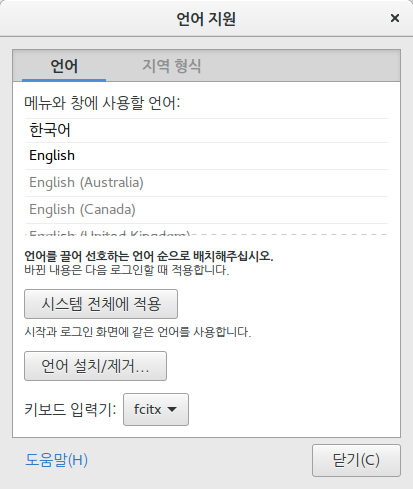 언어 지원
언어 지역 형식
메뉴와 창에 사용할 언어:
한국어
English
English (Australia)
English (Canada)
English (United Kingdom)
언어를 끌어 선호하는 언어 순으로 배치해주십시오.
바뀐 내용은 다음 로그인할 때 적용합니다.
시스템 전체에 적용
시작과 로그인 화면에 같은 언어를 사용합니다.
언어 설치/제거...
키보드 입력기: fcitx
도움말(H) 닫기(C)